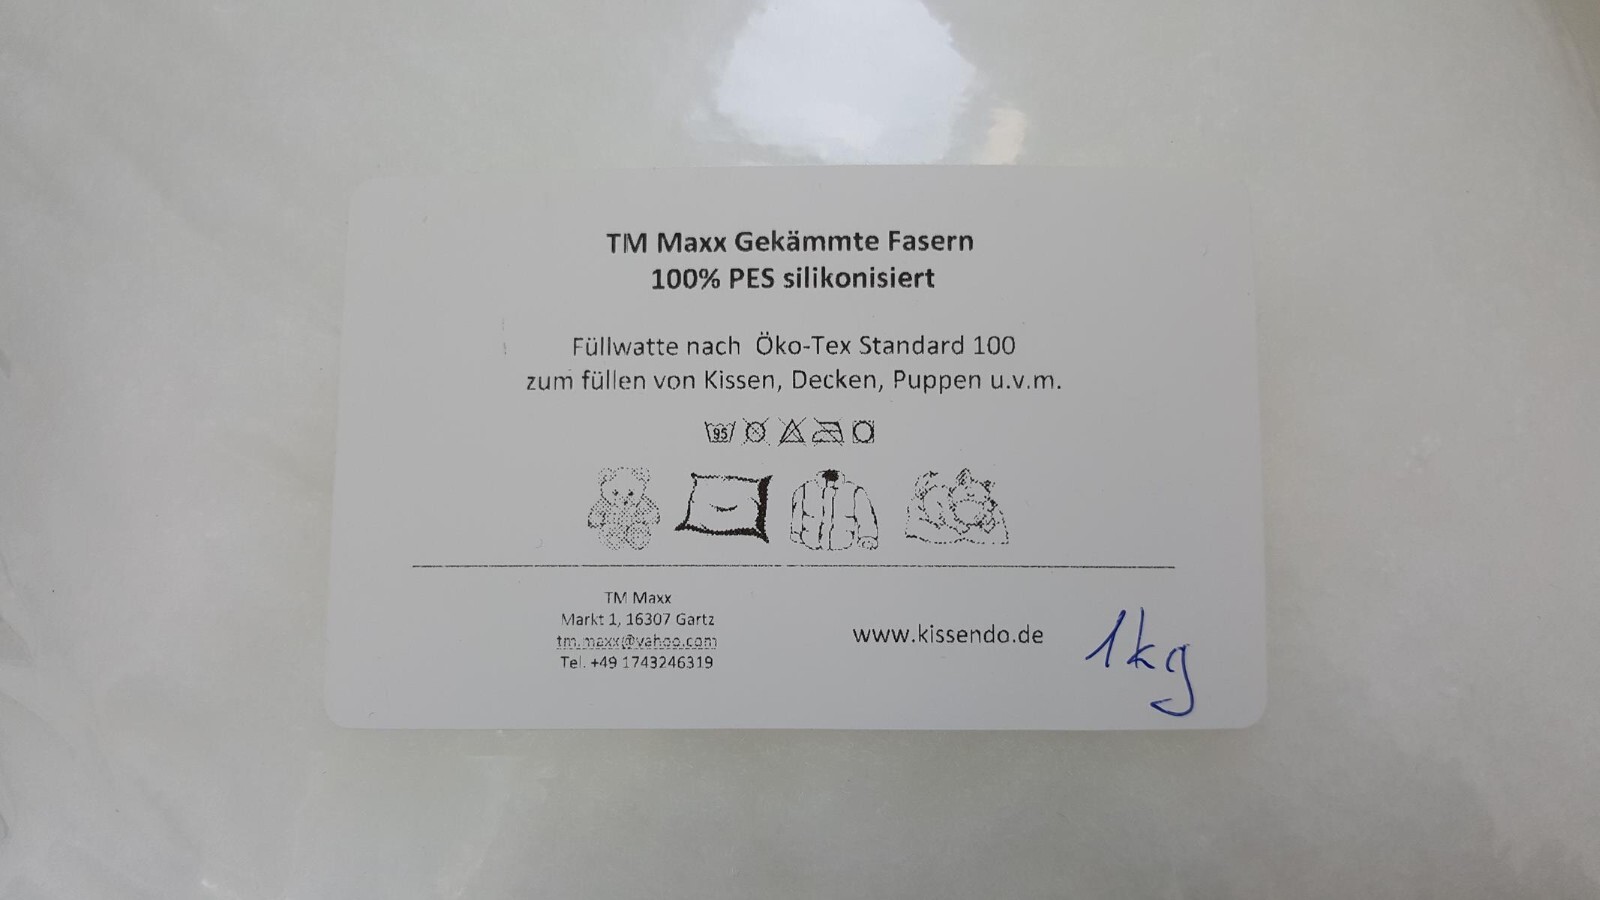 TM Maxx Gekämmte Fasern
100% PES silikonisiert
Füllwatte nach Öko-Tex Standard 100
zum füllen von Kissen, Decken, Puppen u.v.m.
95
TM Maxx
Markt 1, 16307 Gartz
tm.maxx@yahoo.com
Tel. +49 1743246319
www.kissendo.de
1kg